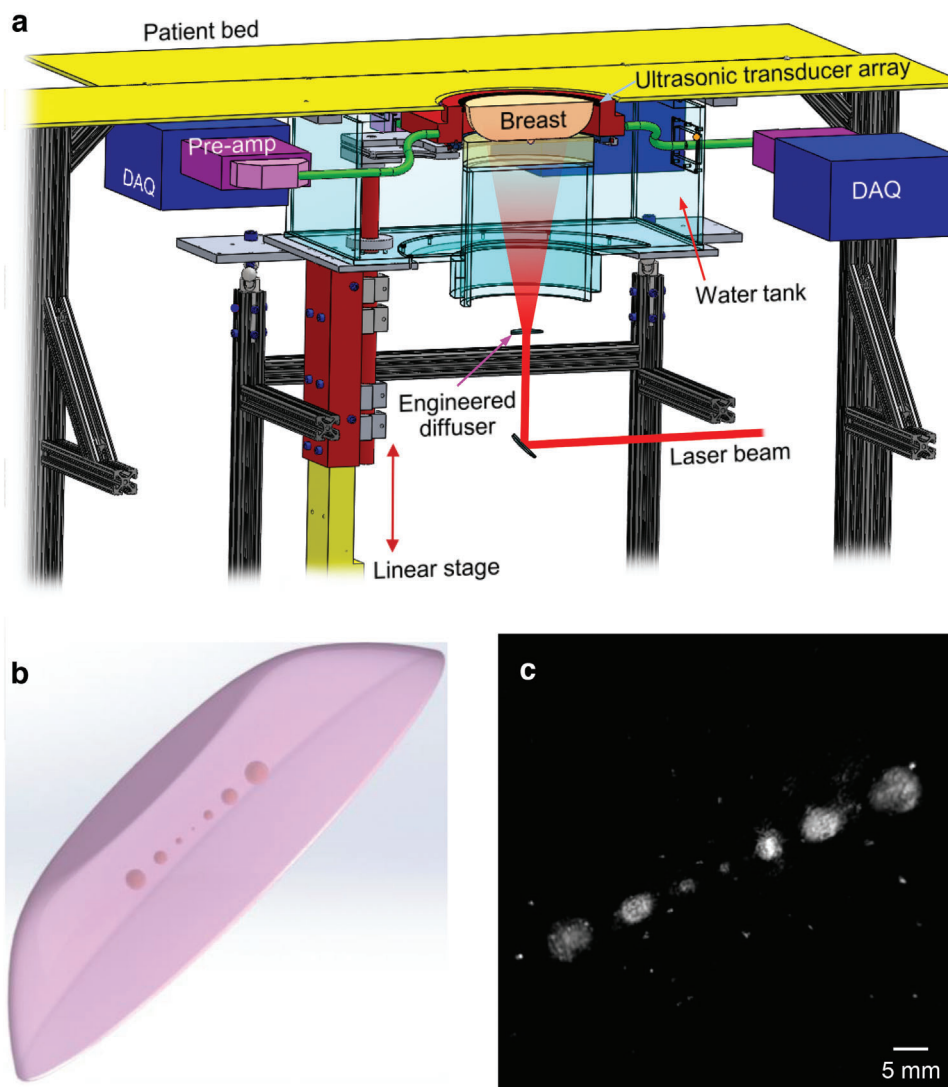 a
Patient bed
Ultrasonic transducer array
Breast
Pre-amp
DAQ
DAQ
Water tank
Engineered
diffuser
Laser beam
Linear stage
b
c
5 mm